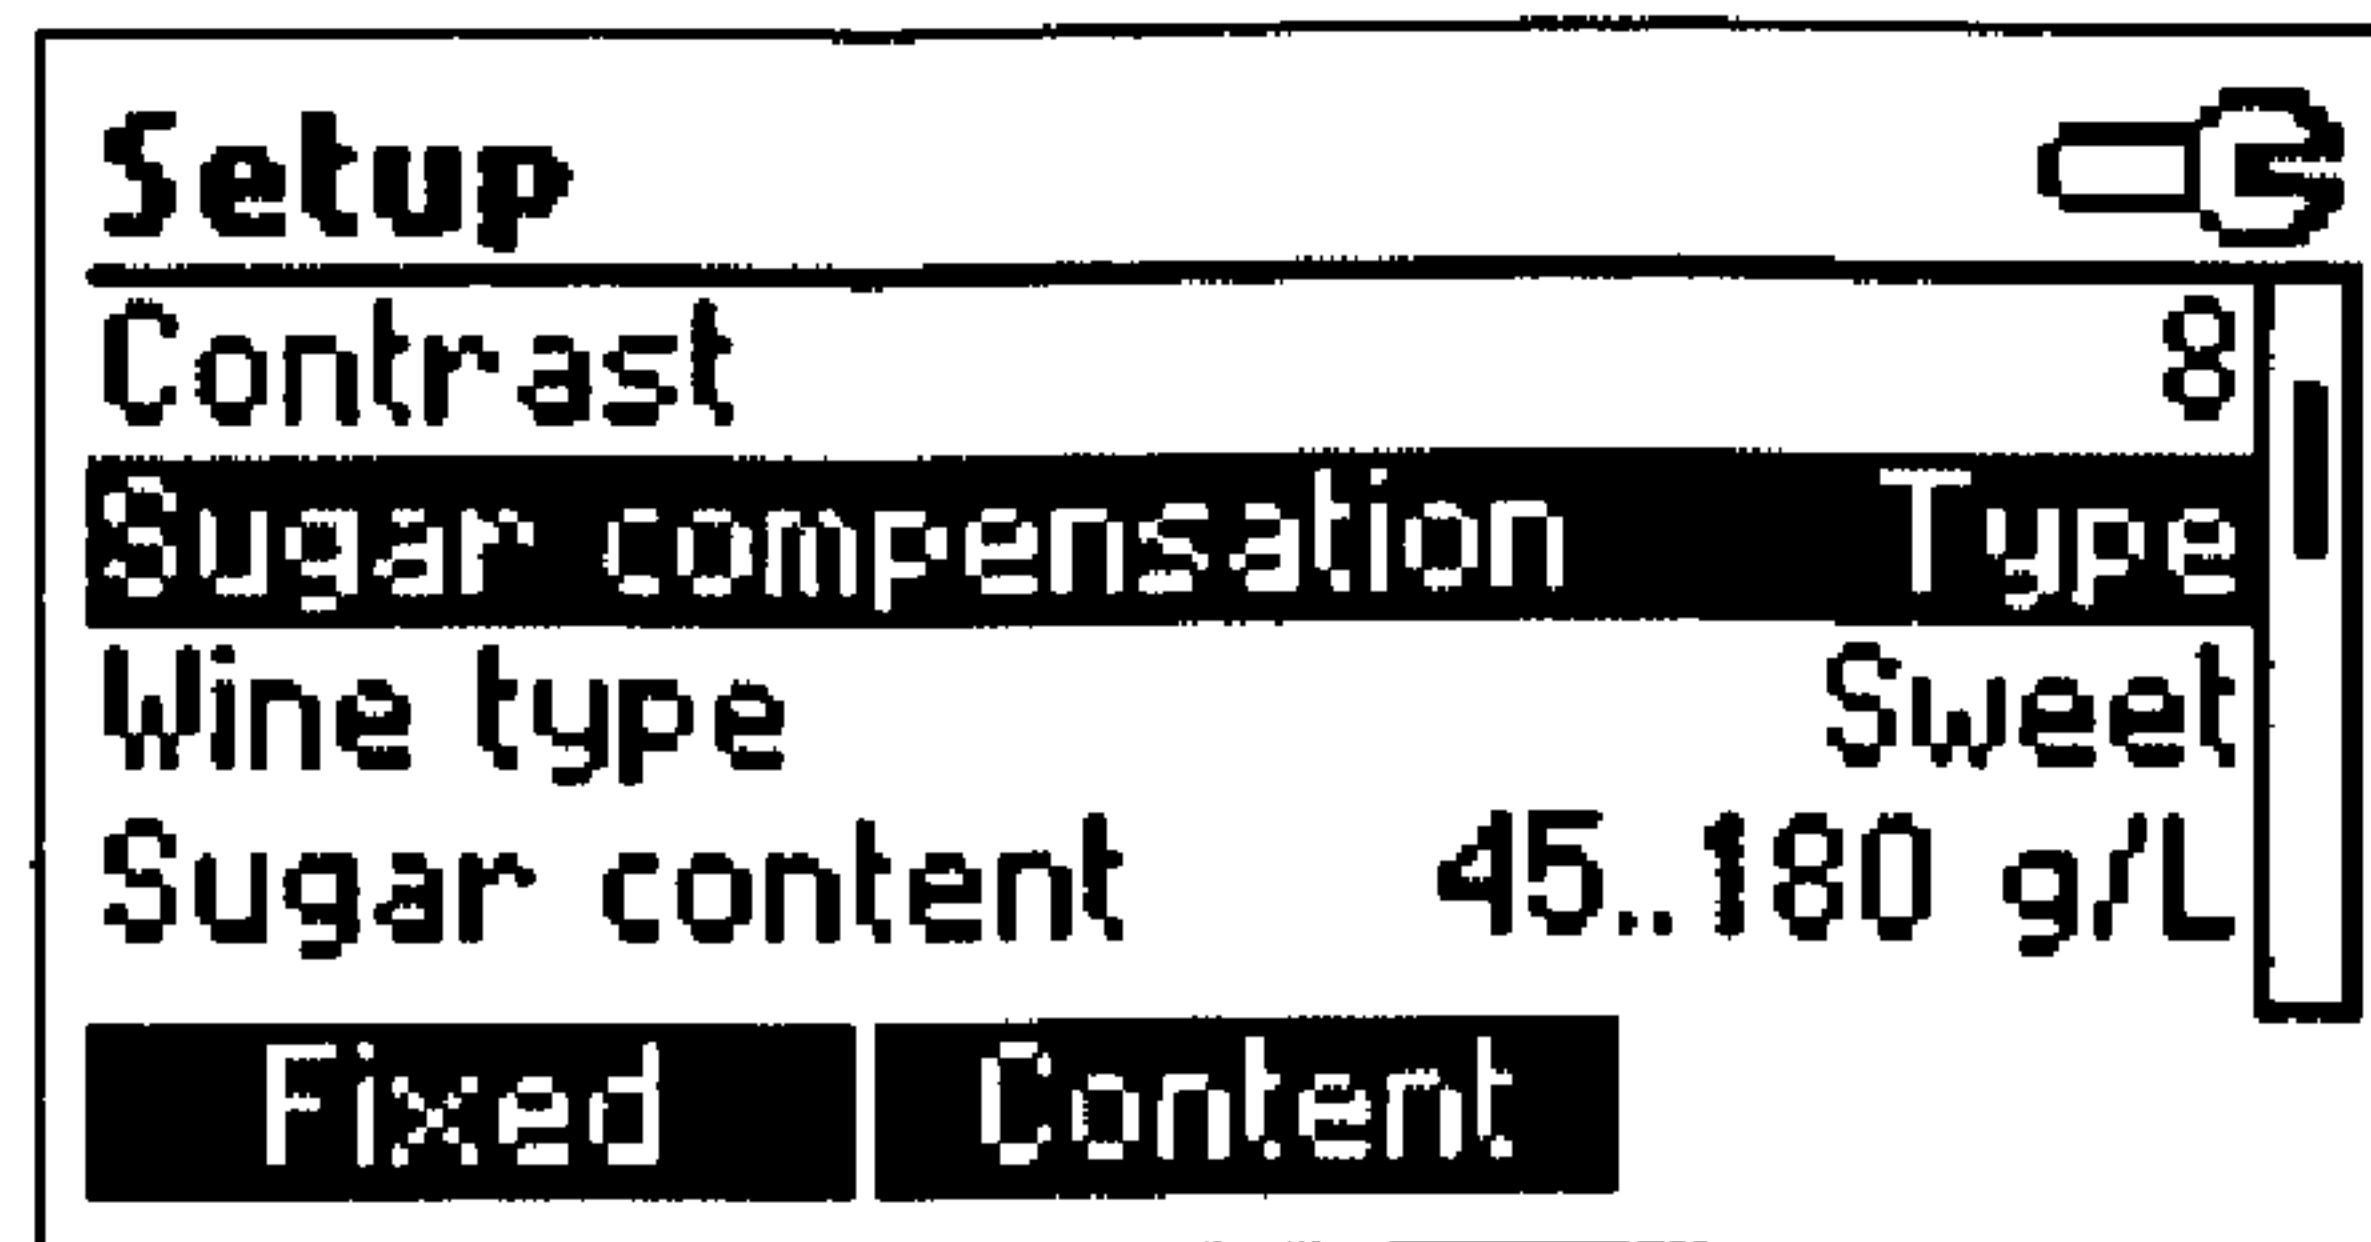 Setup
Contrast 8
Sugar compensation Type
Wine type Sweet
Sugar content 45..180 g/L
Fixed Content